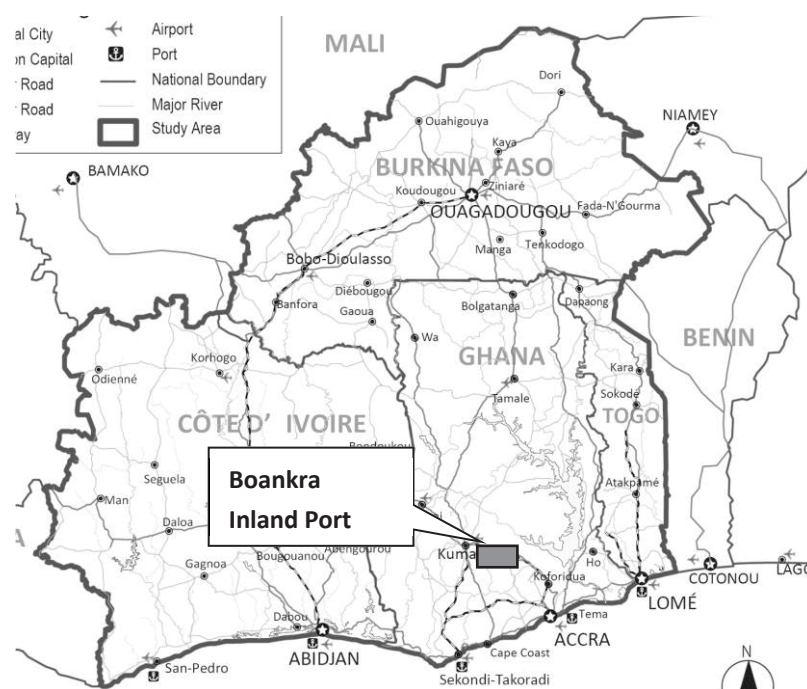 al City
Airport
on Capital
Port
Road
National Boundary
Road
Major River
ay
Study Area
MALI
Dori
NIAMEY
Ouahigouya
Kaya
BAMAKO
BURKINA FASO
Ziniaré
Koudougou
OUAGADOUGOU
Fada-N'Gourma
Manga
Tenkodogo
Bobo-Dioulasso
Diébougou
Banfora
Gaoua
Bolgatanga
Dapaong
Wa
BENIN
GHANA
Korhogo
Odienné
Kara
Tamale
Sokodé
CÔTE D' IVOIRE
TOGO
Boankra
Inland Port
Seguela
Atakpamé
Man
Daloa
Kuma
Bougouanou
Gagnoa
Ho
Koforidua
LOMÉ
COTONOU
LAGO
Dabou
Tema
ACCRA
ABIDJAN
Cape Coast
San-Pedro
Sekondi-Takoradi
N